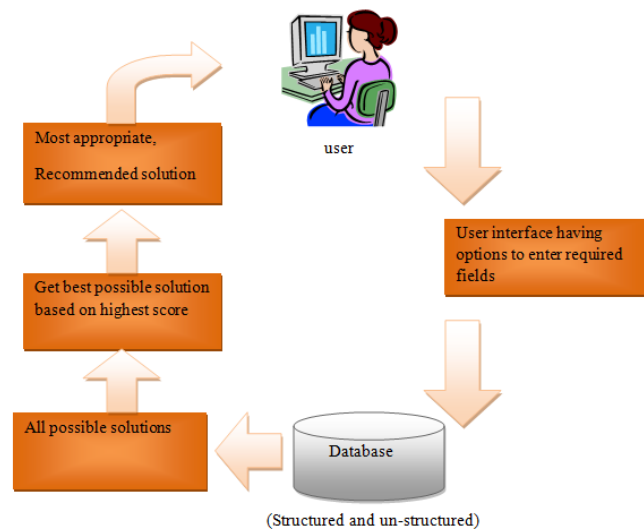 user
User interface having
options to enter required
fields
Database
(Structured and un-structured)
All possible solutions
Get best possible solution
based on highest score
Most appropriate,
Recommended solution